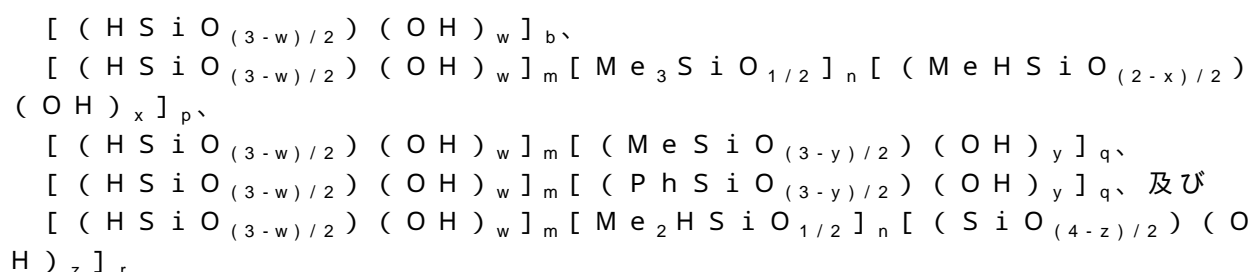 [(HSiO(3-w)/2)(OH)w]b、
[(HSiO(3-w)/2)(OH)w]m[Me3SiO1/2]n[(MeHSiO(2-x)/2)
(OH)x]p、
[(HSiO(3-w)/2)(OH)w]m[(MeSiO(3-y)/2)(OH)y]q、
[(HSiO(3-w)/2)(OH)w]m[(PhSiO(3-y)/2)(OH)y]q、及び
[(HSiO(3-w)/2)(OH)w]m[Me2HSiO1/2]n[(SiO(4-z)/2)(O
H)z]r